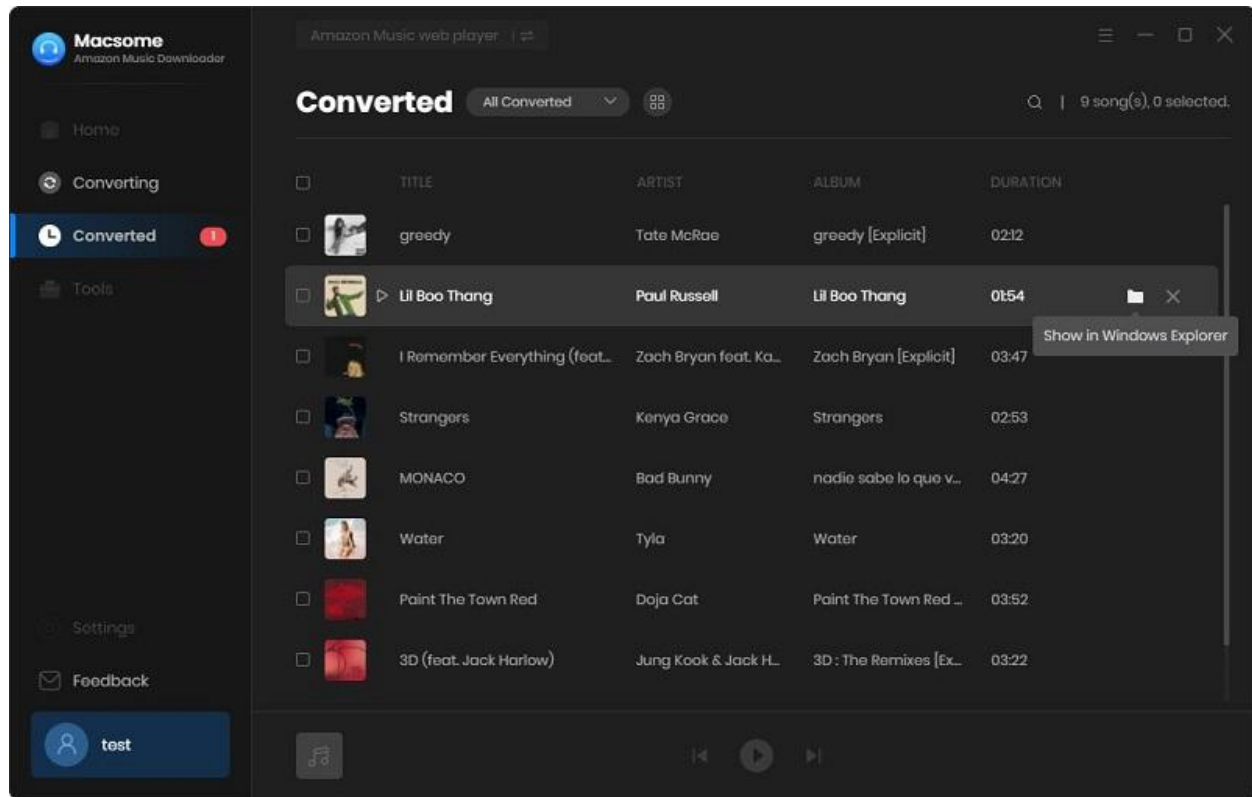 Macsome
Amazon Music Downloader
Amazon Music web player
Home
Converting
Converted 1
Tools
Settings
Feedback
test
Converted All Converted | 9 song(s), 0 selected.
TITLE ARTIST ALBUM DURATION
greedy Tate McRae greedy [Explicit] 02:12
Lil Boo Thang Paul Russell Lil Boo Thang 01:54
Show in Windows Explorer
I Remember Everything (feat... Zach Bryan feat. Ka... Zach Bryan [Explicit] 03:47
Strangers Kenya Grace Strangers 02:53
MONACO Bad Bunny nadie sabe lo que v... 04:27
Water Tyla Water 03:20
Paint The Town Red Doja Cat Paint The Town Red ... 03:52
3D (feat. Jack Harlow) Jung Kook & Jack H... 3D : The Remixes [Ex... 03:22